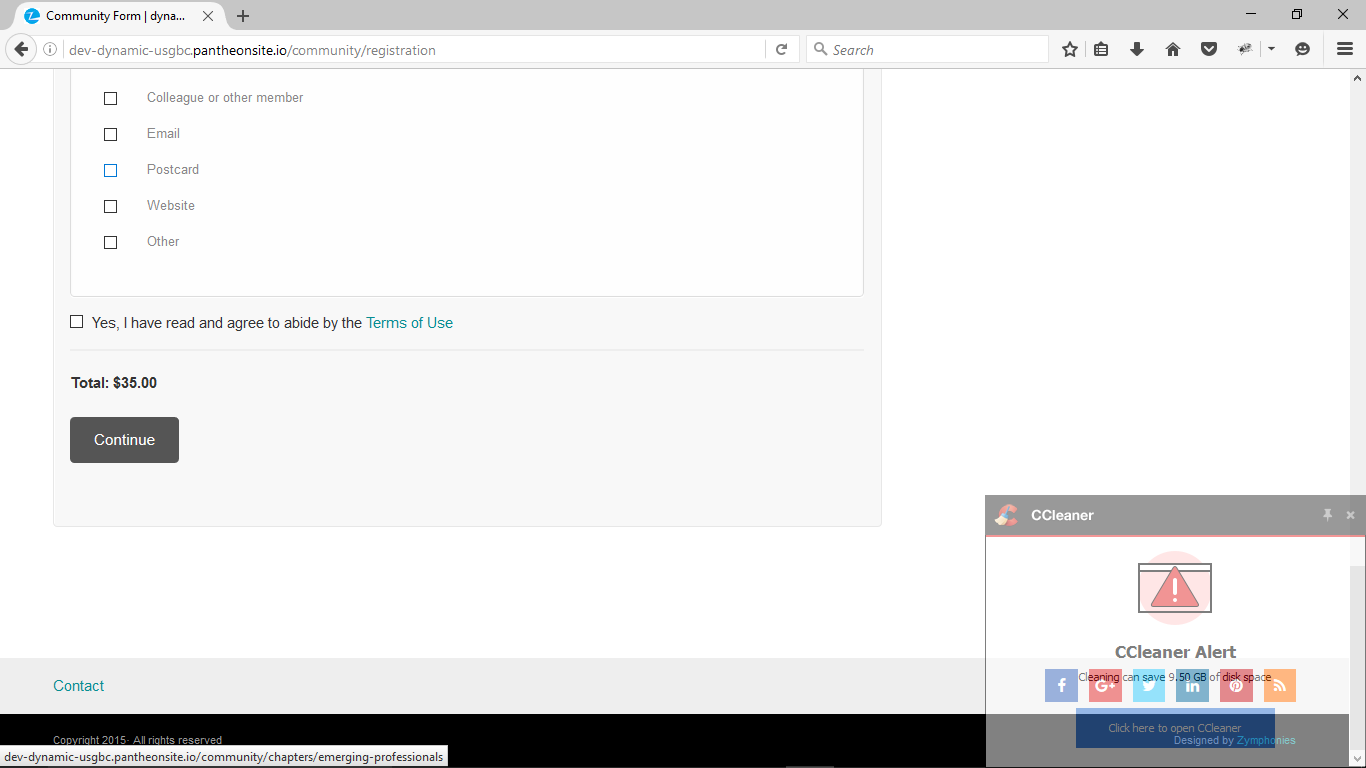 Community Form | dyna...
dev-dynamic-usgbc.pantheonsite.io/community/registration
Search
Colleague or other member
Email
Postcard
Website
Other
Yes, I have read and agree to abide by the Terms of Use
Total: $35.00
Continue
CCleaner
CCleaner Alert
Cleaning can save 9.50 GB of disk space
Click here to open CCleaner
Contact
Copyright 2015· All rights reserved
Designed by Zymphonies
dev-dynamic-usgbc.pantheonsite.io/community/chapters/emerging-professionals